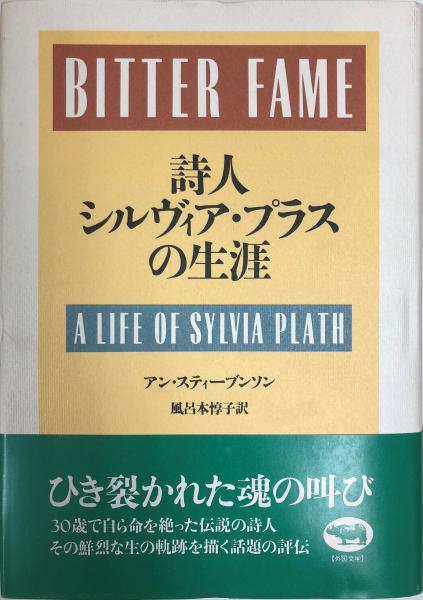 BITTER FAME
詩人
シルヴィア・プラス
の生涯
A LIFE OF SYLVIA PLATH
アン・スティーブンソン
風呂本惇子訳
ひき裂かれた魂の叫び
30歳で自ら命を絶った伝説の詩人
その鮮烈な生の軌跡を描く話題の評伝
【外国文学】